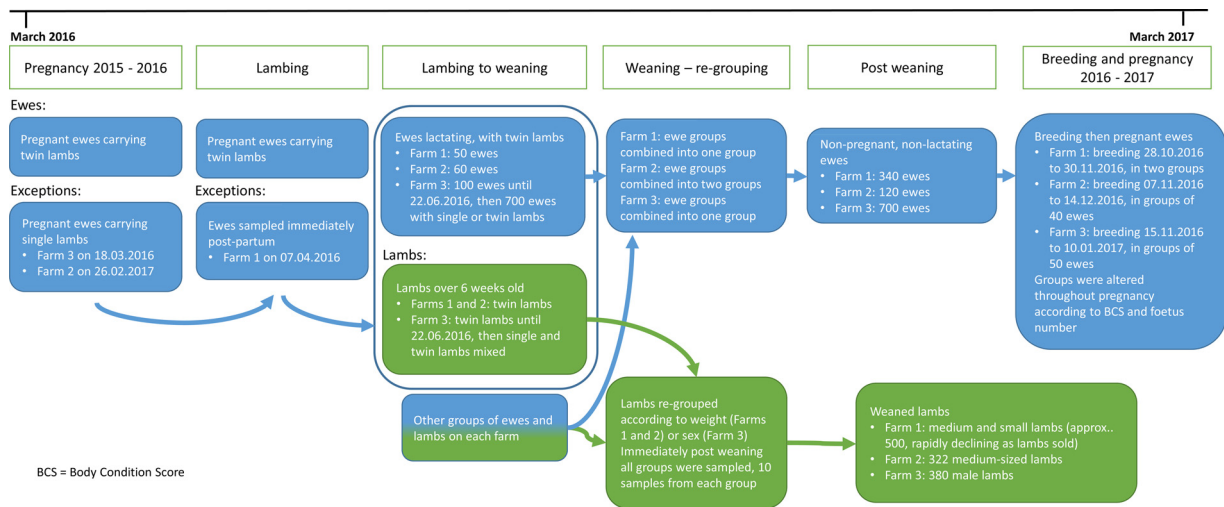 March 2016
March 2017
Pregnancy 2015 - 2016
Lambing
Lambing to weaning
Weaning – re-grouping
Post weaning
Breeding and pregnancy
2016 - 2017
Ewes:
Pregnant ewes carrying
twin lambs
Exceptions:
Pregnant ewes carrying
single lambs
• Farm 3 on 18.03.2016
• Farm 2 on 26.02.2017
Pregnant ewes carrying
twin lambs
Exceptions:
Ewes sampled immediately
post-partum
• Farm 1 on 07.04.2016
Ewes lactating, with twin lambs
• Farm 1: 50 ewes
• Farm 2: 60 ewes
• Farm 3: 100 ewes until
22.06.2016, then 700 ewes
with single or twin lambs
Lambs:
Lambs over 6 weeks old
• Farms 1 and 2: twin lambs
• Farm 3: twin lambs until
22.06.2016, then single and
twin lambs mixed
Other groups of ewes and
lambs on each farm
Farm 1: ewe groups
combined into one group
Farm 2: ewe groups
combined into two groups
Farm 3: ewe groups
combined into one group
Lambs re-grouped
according to weight (Farms
1 and 2) or sex (Farm 3)
Immediately post weaning
all groups were sampled, 10
samples from each group
Non-pregnant, non-lactating
ewes
• Farm 1: 340 ewes
• Farm 2: 120 ewes
• Farm 3: 700 ewes
Weaned lambs
• Farm 1: medium and small lambs (approx..
500, rapidly declining as lambs sold)
• Farm 2: 322 medium-sized lambs
• Farm 3: 380 male lambs
Breeding then pregnant ewes
• Farm 1: breeding 28.10.2016
to 30.11.2016, in two groups
• Farm 2: breeding 07.11.2016
to 14.12.2016, in groups of
40 ewes
• Farm 3: breeding 15.11.2016
to 10.01.2017, in groups of
50 ewes
Groups were altered
throughout pregnancy
according to BCS and foetus
number
BCS = Body Condition Score